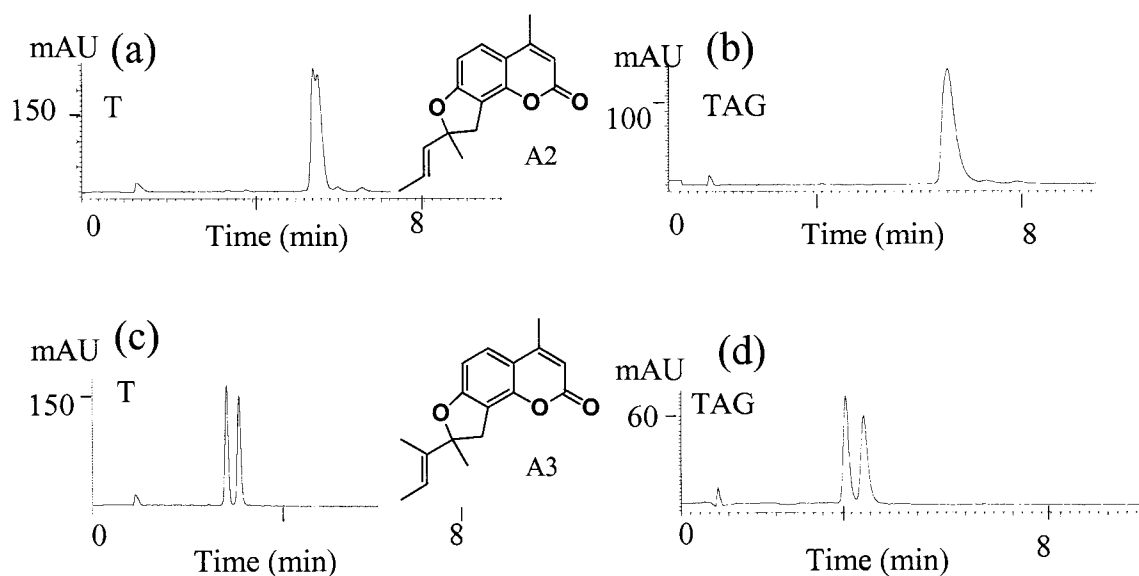 mAU (a)
150
T
0
8
Time (min)
O
O
O
A2
mAU
(b)
100
TAG
0
8
Time (min)
mAU (c)
150
T
0
8
Time (min)
O
O
O
A3
mAU
(d)
60
TAG
0
8
Time (min)